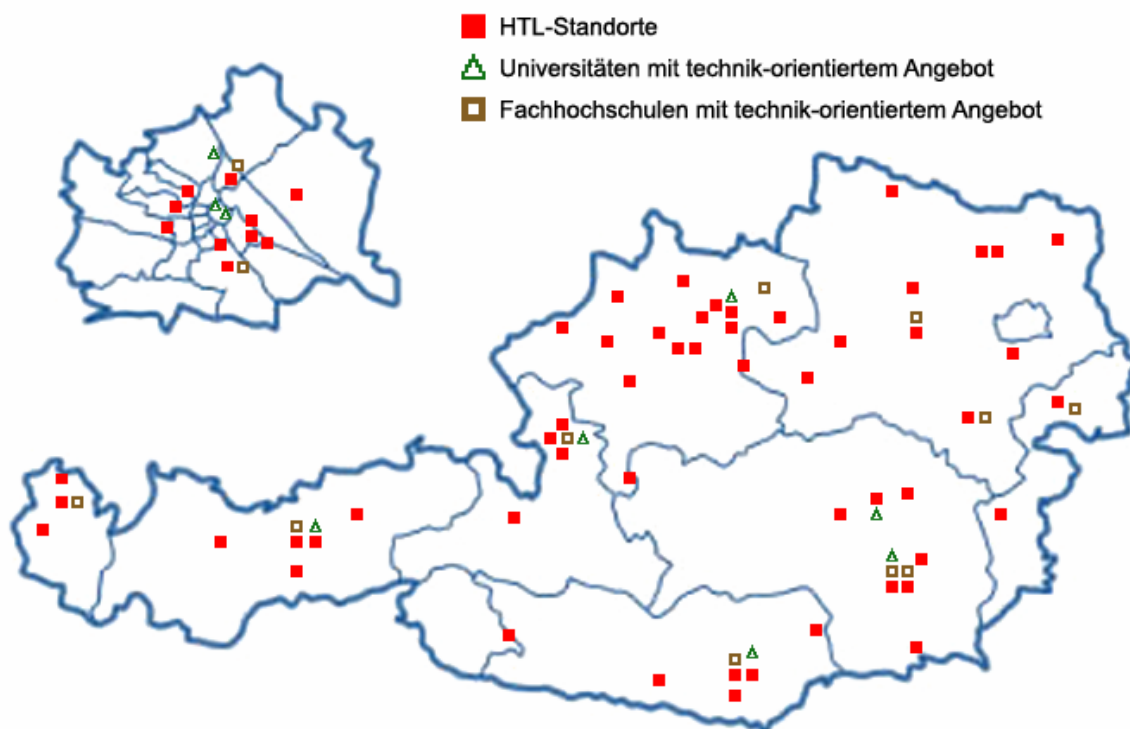 HTL-Standorte
Universitäten mit technik-orientiertem Angebot
Fachhochschulen mit technik-orientiertem Angebot